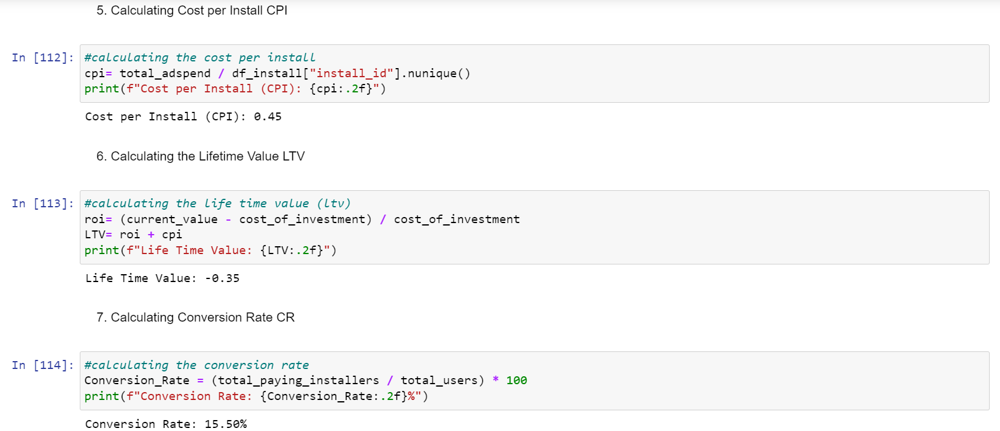 5. Calculating Cost per Install CPI
In [112]: #calculating the cost per install
cpi= total_adspend / df_install["install_id"].nunique()
print(f"Cost per Install (CPI): {cpi:.2f}")
Cost per Install (CPI): 0.45
6. Calculating the Lifetime Value LTV
In [113]: #calculating the life time value (ltv)
roi= (current_value - cost_of_investment) / cost_of_investment
LTV= roi + cpi
print(f"Life Time Value: {LTV:.2f}")
Life Time Value: -0.35
7. Calculating Conversion Rate CR
In [114]: #calculating the conversion rate
Conversion_Rate = (total_paying_installers / total_users) * 100
print(f"Conversion Rate: {Conversion_Rate:.2f}%")
Conversion Rate: 15.50%